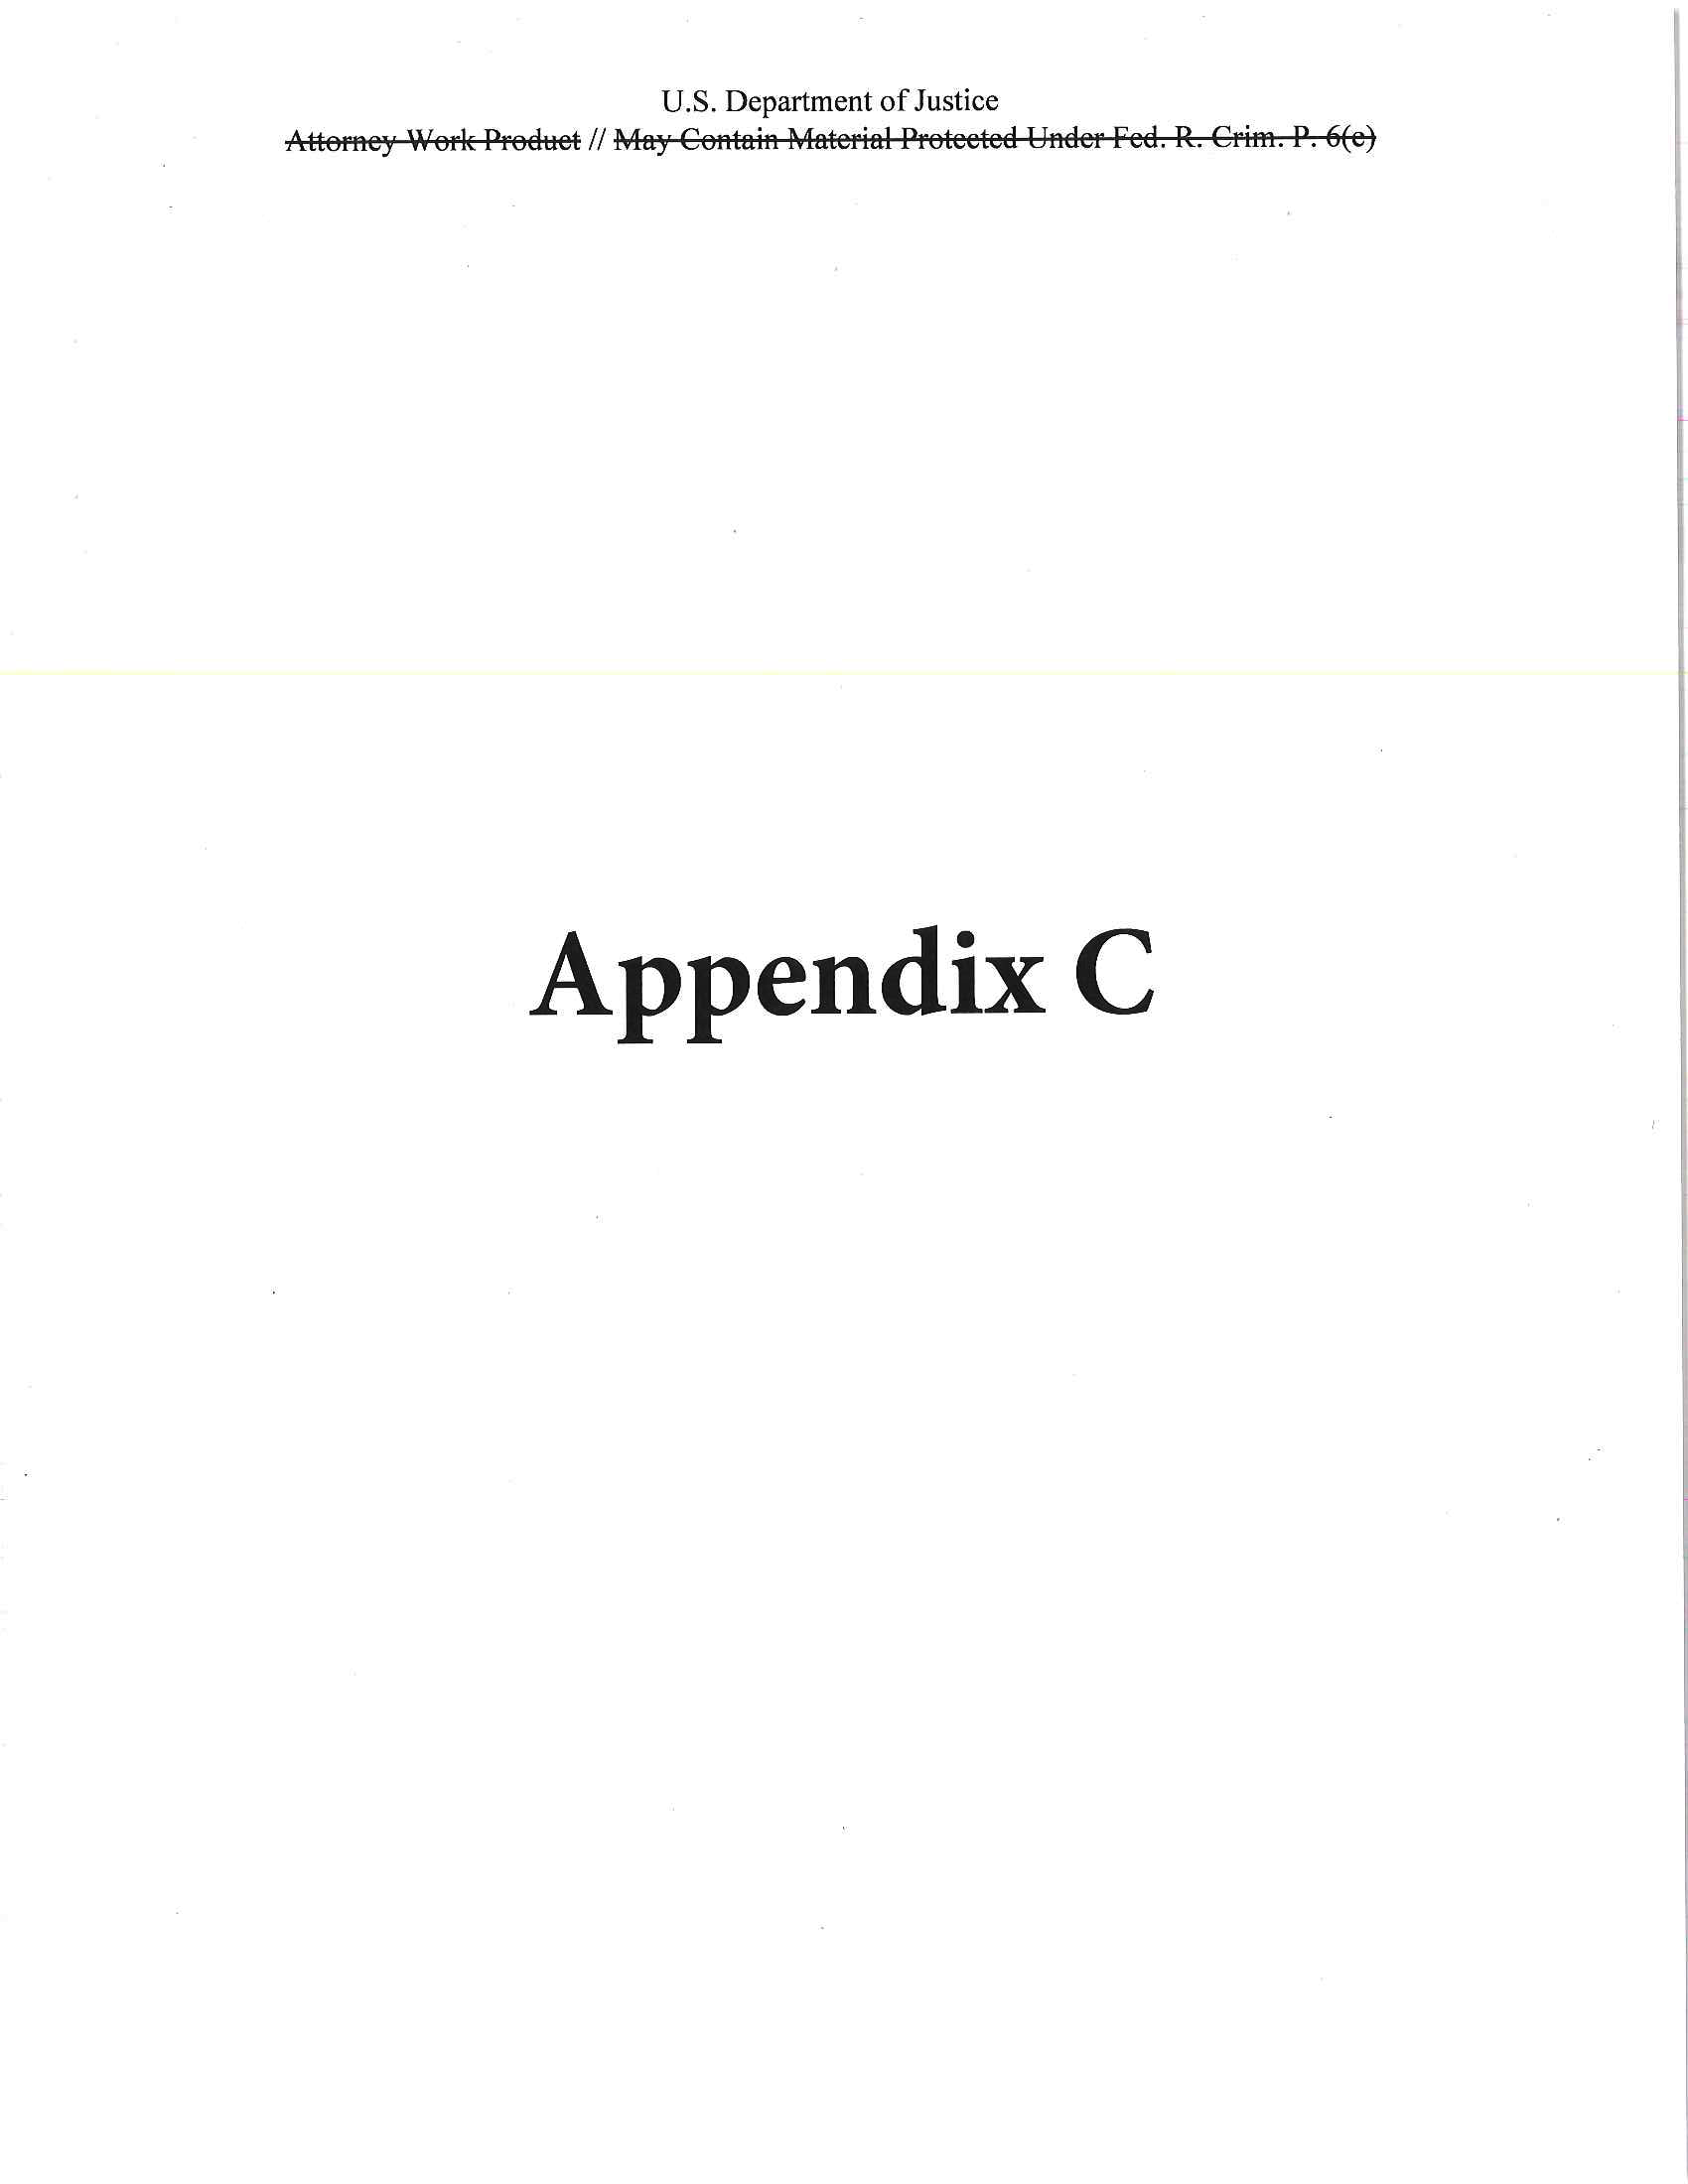 U.S. Department of Justice
Attorney Work Product // May Contain Material Protected Under Fed. R. Crim. P. 6(e)
Appendix C